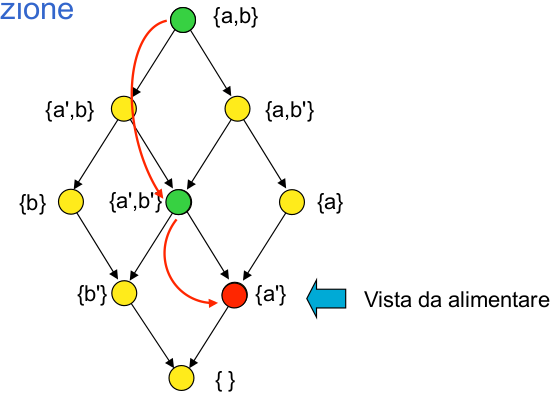 zione
{a,b}
{a',b}
{a,b'}
{b}
{a',b'}
{a}
{b'}
{a'}
Vista da alimentare
{ }